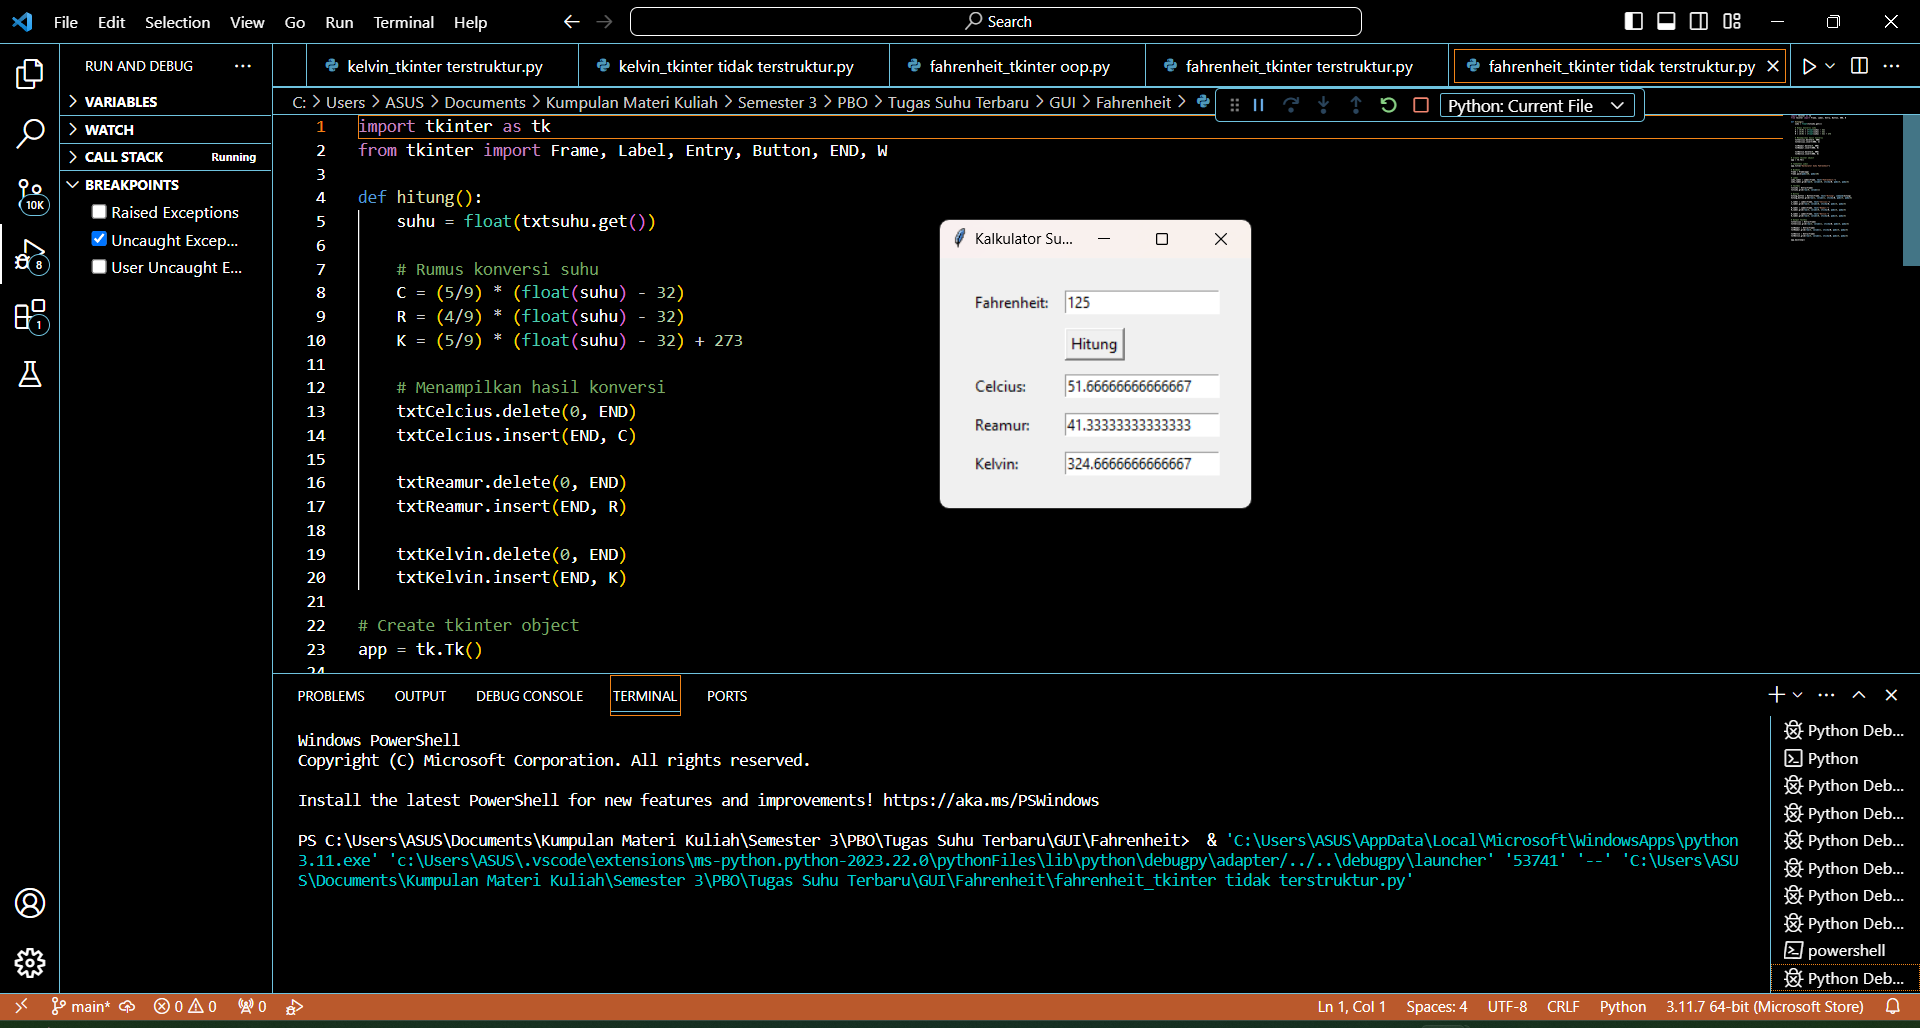 File Edit Selection View Go Run Terminal Help
Search
RUN AND DEBUG
VARIABLES
WATCH
CALL STACK Running
BREAKPOINTS
Raised Exceptions
Uncaught Excep...
User Uncaught E...
10K
8
1
kelvin_tkinter terstruktur.py
kelvin_tkinter tidak terstruktur.py
fahrenheit_tkinter oop.py
fahrenheit_tkinter terstruktur.py
fahrenheit_tkinter tidak terstruktur.py
C: > Users > ASUS > Documents > Kumpulan Materi Kuliah > Semester 3 > PBO > Tugas Suhu Terbaru > GUI > Fahrenheit >
Python: Current File
1 import tkinter as tk
2 from tkinter import Frame, Label, Entry, Button, END, W
3
4 def hitung():
5     suhu = float(txtsuhu.get())
6
7     # Rumus konversi suhu
8     C = (5/9) * (float(suhu) - 32)
9     R = (4/9) * (float(suhu) - 32)
10     K = (5/9) * (float(suhu) - 32) + 273
11
12     # Menampilkan hasil konversi
13     txtCelcius.delete(0, END)
14     txtCelcius.insert(END, C)
15
16     txtReamur.delete(0, END)
17     txtReamur.insert(END, R)
18
19     txtKelvin.delete(0, END)
20     txtKelvin.insert(END, K)
21
22 # Create tkinter object
23 app = tk.Tk()
24
Kalkulator Su...
Fahrenheit: 125
Hitung
Celcius: 51.66666666666667
Reamur: 41.33333333333333
Kelvin: 324.6666666666667
PROBLEMS OUTPUT DEBUG CONSOLE TERMINAL PORTS
Windows PowerShell
Copyright (C) Microsoft Corporation. All rights reserved.
Install the latest PowerShell for new features and improvements! https://aka.ms/PSWindows
PS C:\Users\ASUS\Documents\Kumpulan Materi Kuliah\Semester 3\PBO\Tugas Suhu Terbaru\GUI\Fahrenheit>  & 'C:\Users\ASUS\AppData\Local\Microsoft\WindowsApps\python
3.11.exe' 'c:\Users\ASUS\.vscode\extensions\ms-python.python-2023.22.0\pythonFiles\lib\python\debugpy\adapter/../..\debugpy\launcher' '53741' '--' 'C:\Users\ASU
S\Documents\Kumpulan Materi Kuliah\Semester 3\PBO\Tugas Suhu Terbaru\GUI\Fahrenheit\fahrenheit_tkinter tidak terstruktur.py'
Python Deb...
Python
Python Deb...
Python Deb...
Python Deb...
Python Deb...
Python Deb...
Python Deb...
powershell
Python Deb...
main* 0 0 0
Ln 1, Col 1 Spaces: 4 UTF-8 CRLF Python 3.11.7 64-bit (Microsoft Store)